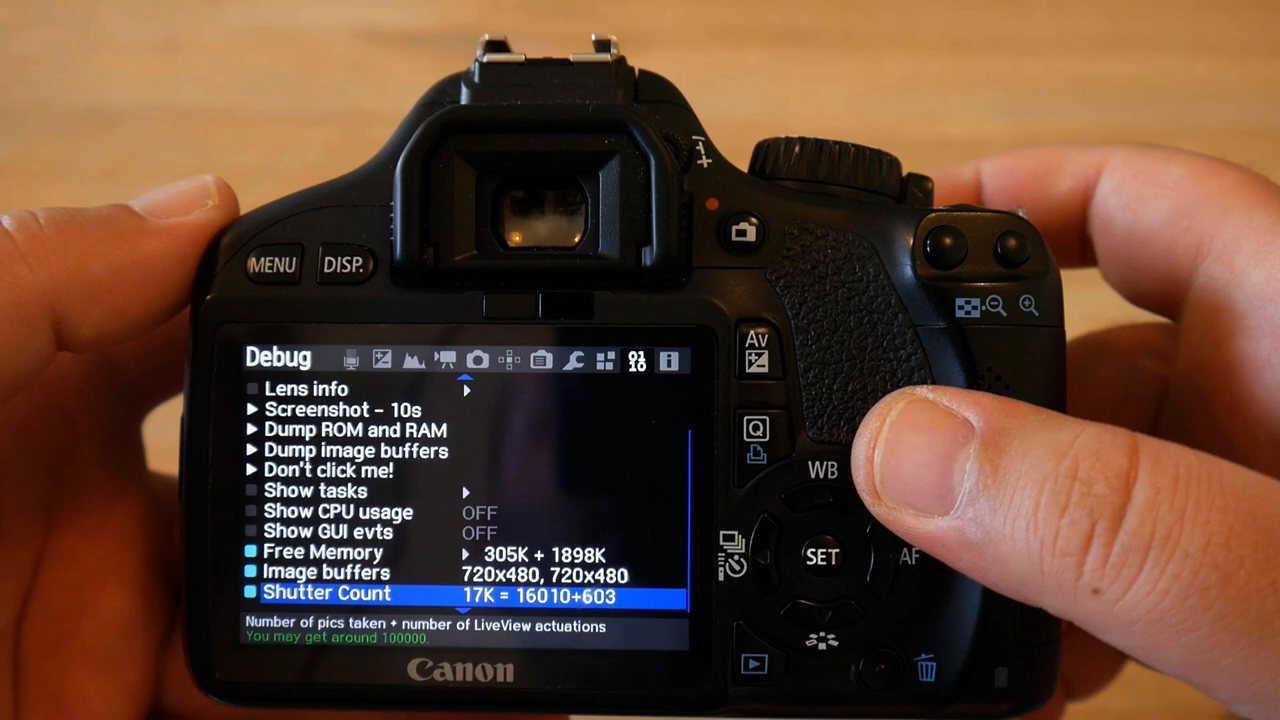 MENU
DISP.
Debug
Lens info
Screenshot - 10s
Dump ROM and RAM
Dump image buffers
Don't click me!
Show tasks
Show CPU usage OFF
Show GUI evts OFF
Free Memory 305K + 1898K
Image buffers 720x480, 720x480
Shutter Count 17K = 16010+603
Number of pics taken + number of LiveView actuations
You may get around 100000.
Canon
Av
Q
WB
SET
AF